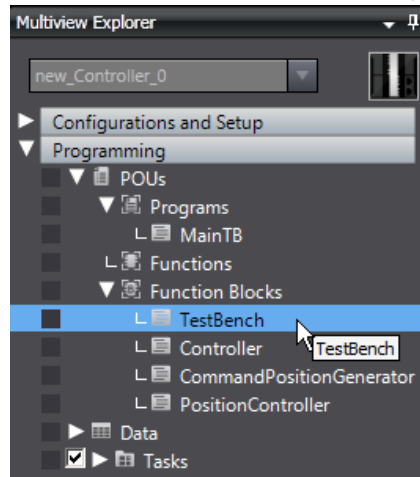 Multiview Explorer
new_Controller_0
Configurations and Setup
Programming
POUs
Programs
MainTB
Functions
Function Blocks
TestBench
Controller
TestBench
CommandPositionGenerator
PositionController
Data
Tasks